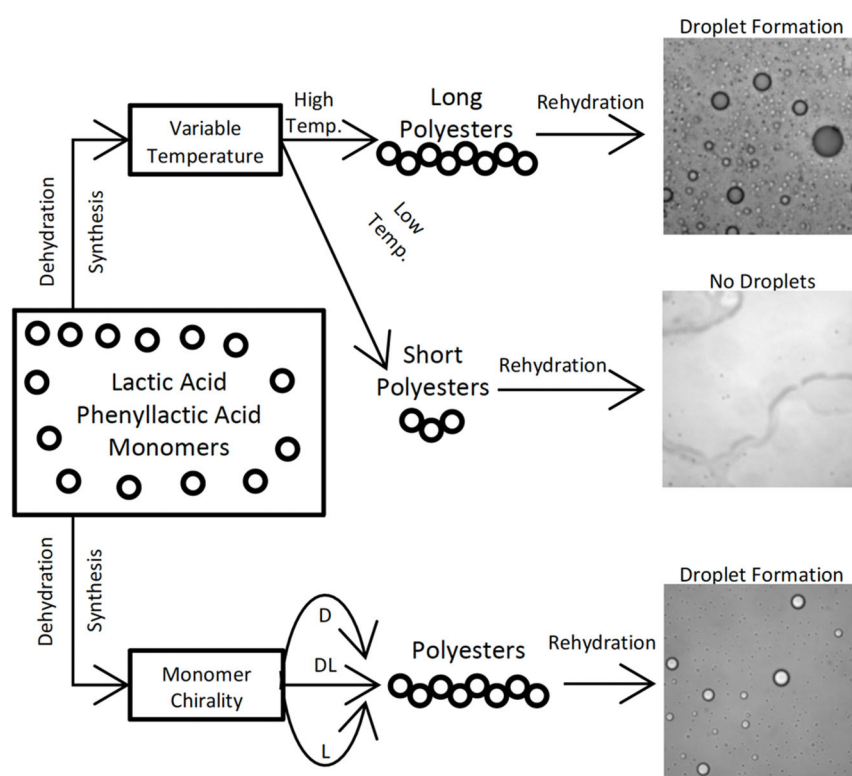 Droplet Formation
High
Temp.
Long
Polyesters
Rehydration
Variable
Temperature
Dehydration
Synthesis
Low
Temp.
No Droplets
Lactic Acid
Phenyllactic Acid
Monomers
Short
Polyesters
Rehydration
Dehydration
Synthesis
Droplet Formation
D
DL
L
Monomer
Chirality
Polyesters
Rehydration